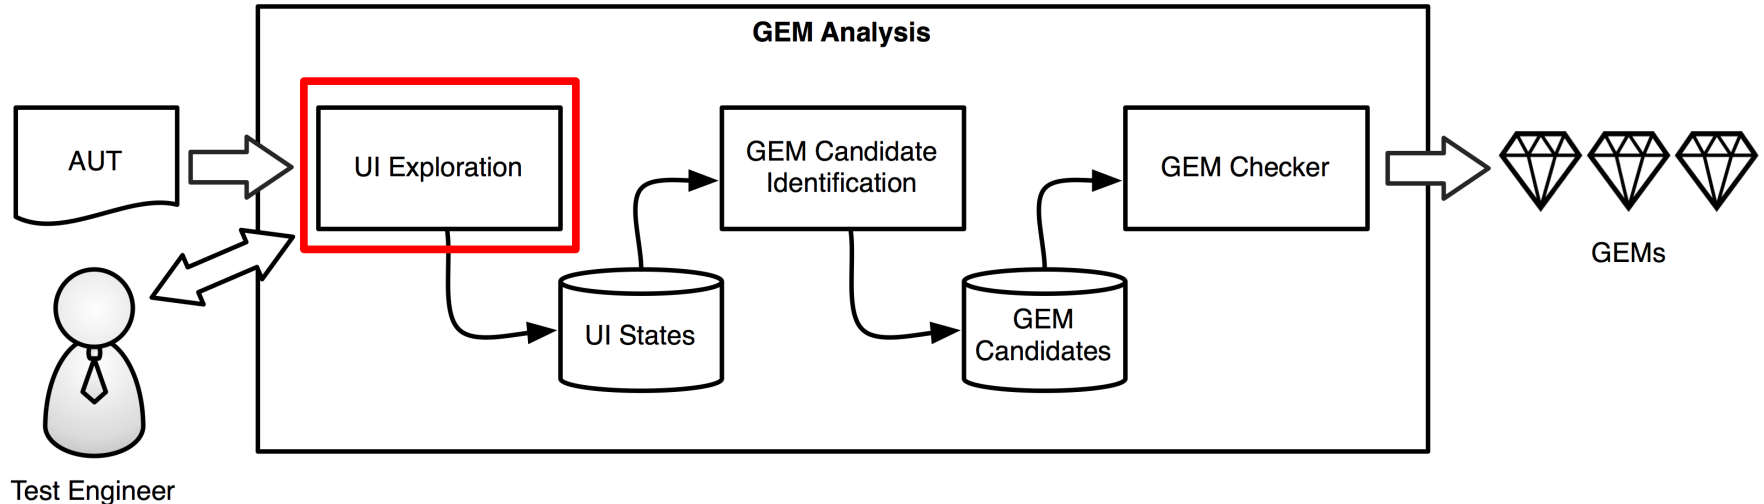 GEM Analysis
AUT
UI Exploration
GEM Candidate
Identification
GEM Checker
GEMs
UI States
GEM
Candidates
Test Engineer